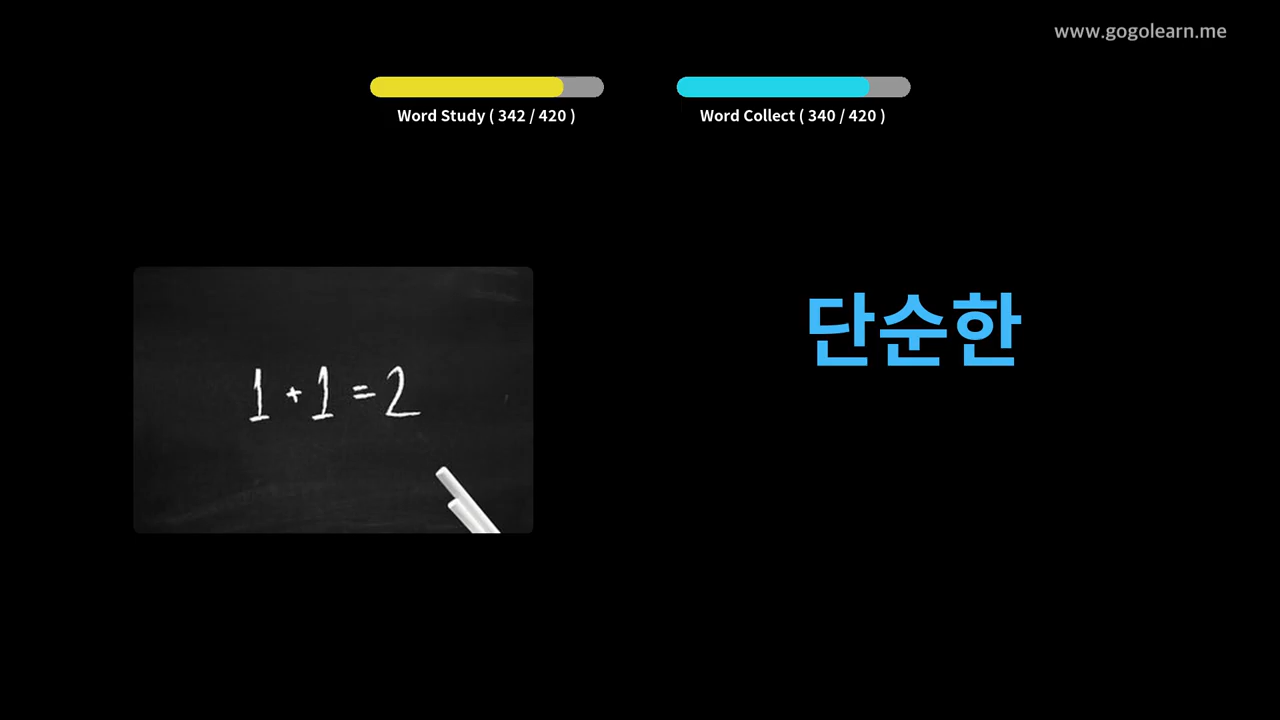 www.gogolearn.me
Word Study ( 342 / 420 )
Word Collect ( 340 / 420 )
1 + 1 = 2
단순한